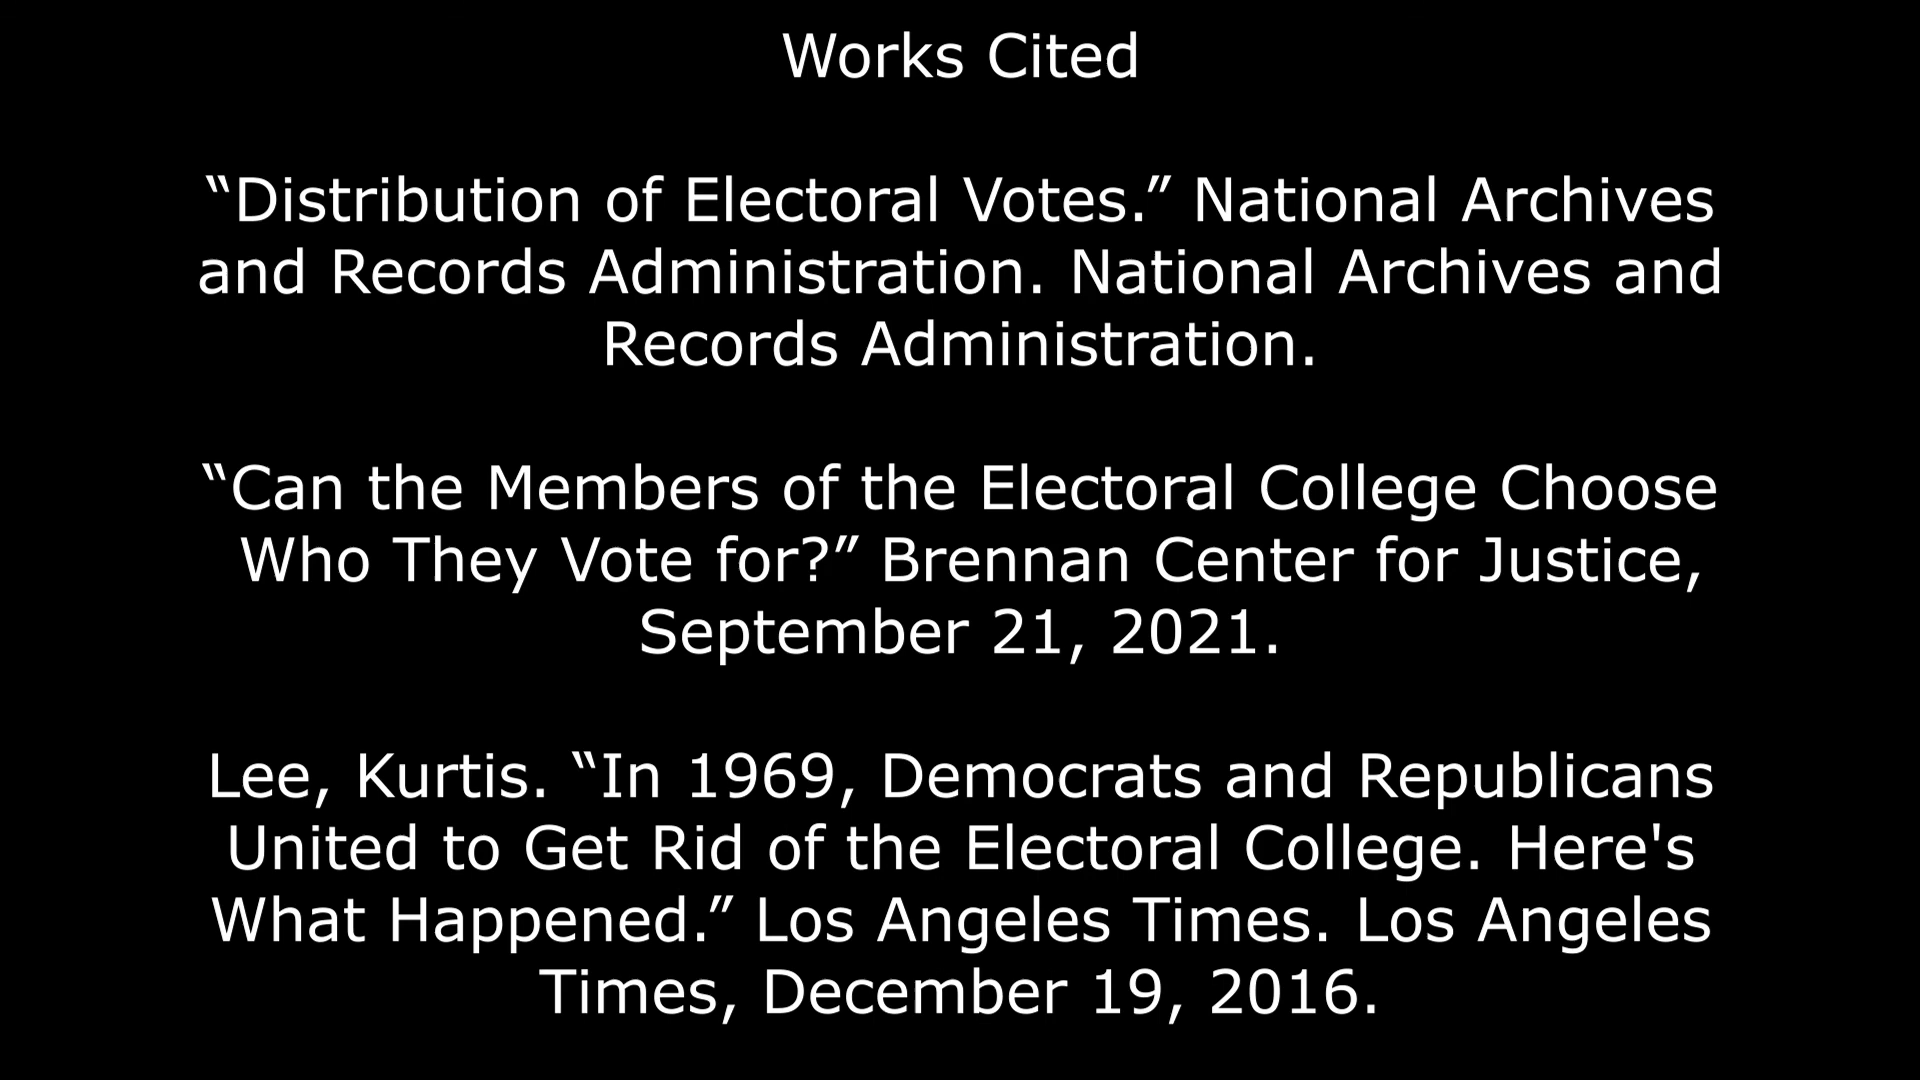 Works Cited
“Distribution of Electoral Votes.” National Archives
and Records Administration. National Archives and
Records Administration.
“Can the Members of the Electoral College Choose
Who They Vote for?” Brennan Center for Justice,
September 21, 2021.
Lee, Kurtis. “In 1969, Democrats and Republicans
United to Get Rid of the Electoral College. Here's
What Happened.” Los Angeles Times. Los Angeles
Times, December 19, 2016.